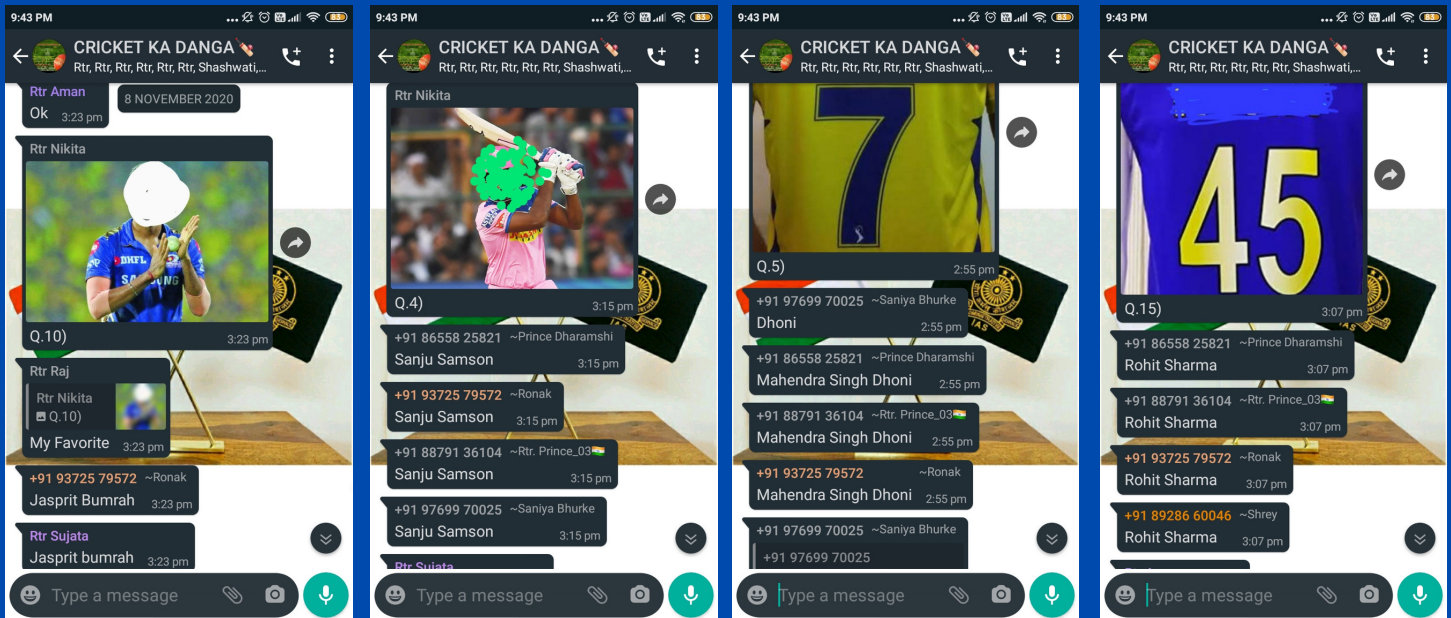 9:43 PM
83
CRICKET KA DANGA
Rtr, Rtr, Rtr, Rtr, Rtr, Rtr, Shashwati,...
Rtr Aman
Ok 3:23 pm
8 NOVEMBER 2020
Rtr Nikita
DHFL
SAMSUNG
Q.10) 3:23 pm
Rtr Raj
Rtr Nikita
Q.10)
My Favorite 3:23 pm
+91 93725 79572 ~Ronak
Jasprit Bumrah 3:23 pm
Rtr Sujata
Jasprit bumrah 3:23 pm
IAS
Type a message
9:43 PM
83
CRICKET KA DANGA
Rtr, Rtr, Rtr, Rtr, Rtr, Rtr, Shashwati,...
Rtr Nikita
Q.4) 3:15 pm
+91 86558 25821 ~Prince Dharamshi
Sanju Samson 3:15 pm
+91 93725 79572 ~Ronak
Sanju Samson 3:15 pm
+91 88791 36104 ~Rtr. Prince_03
Sanju Samson 3:15 pm
+91 97699 70025 ~Saniya Bhurke
Sanju Samson 3:15 pm
Rtr Sujata
IAS
Type a message
9:43 PM
83
CRICKET KA DANGA
Rtr, Rtr, Rtr, Rtr, Rtr, Rtr, Shashwati,...
7
Q.5) 2:55 pm
+91 97699 70025 ~Saniya Bhurke
Dhoni 2:55 pm
+91 86558 25821 ~Prince Dharamshi
Mahendra Singh Dhoni 2:55 pm
+91 88791 36104 ~Rtr. Prince_03
Mahendra Singh Dhoni 2:55 pm
+91 93725 79572 ~Ronak
Mahendra Singh Dhoni 2:55 pm
+91 97699 70025 ~Saniya Bhurke
+91 97699 70025
IAS
Type a message
9:43 PM
83
CRICKET KA DANGA
Rtr, Rtr, Rtr, Rtr, Rtr, Rtr, Shashwati,...
45
Q.15) 3:07 pm
+91 86558 25821 ~Prince Dharamshi
Rohit Sharma 3:07 pm
+91 88791 36104 ~Rtr. Prince_03
Rohit Sharma 3:07 pm
+91 93725 79572 ~Ronak
Rohit Sharma 3:07 pm
+91 89286 60046 ~Shrey
Rohit Sharma 3:07 pm
IAS
Type a message